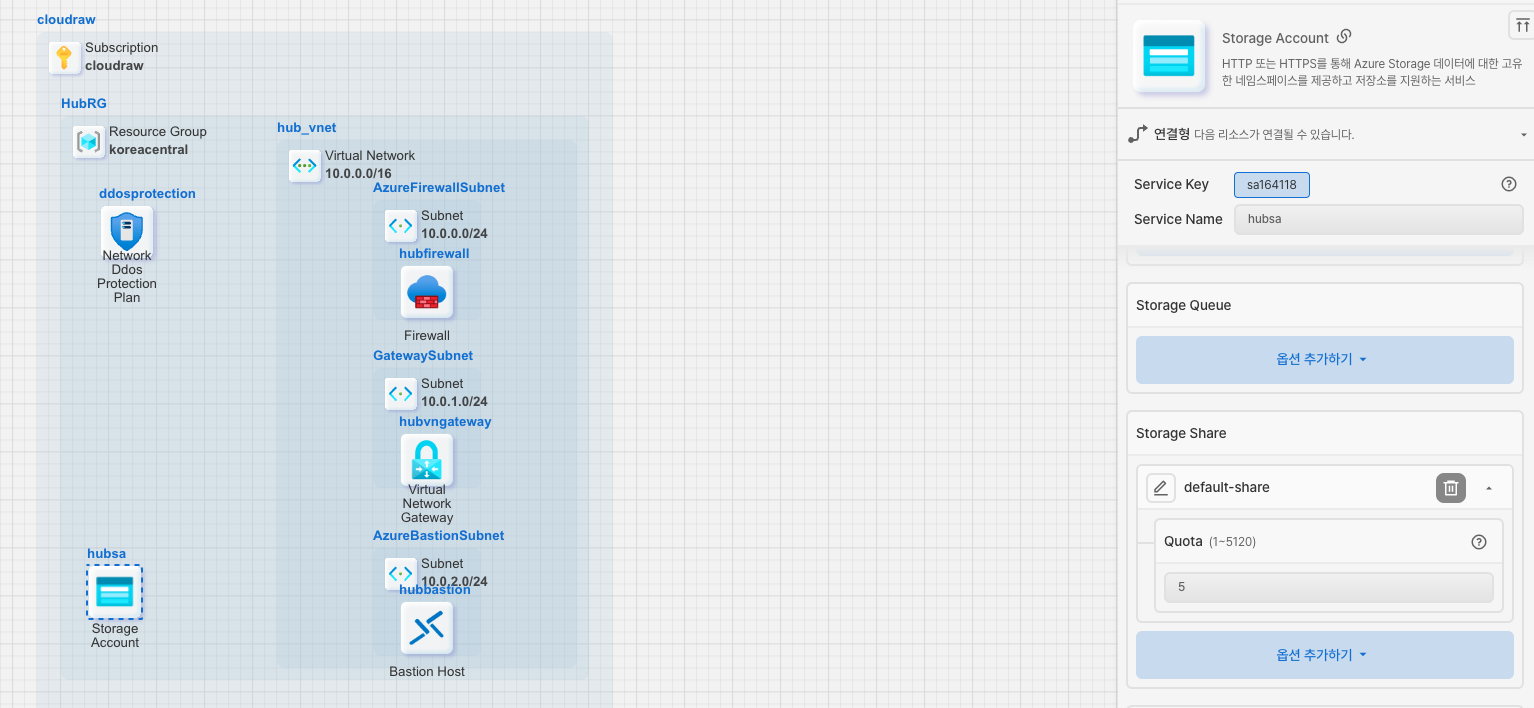 cloudraw
Subscription
cloudraw
HubRG
Resource Group
koreacentral
hub_vnet
Virtual Network
10.0.0.0/16
ddosprotection
Network
Ddos
Protection
Plan
AzureFirewallSubnet
Subnet
10.0.0.0/24
hubfirewall
Firewall
GatewaySubnet
Subnet
10.0.1.0/24
hubvngateway
Virtual
Network
Gateway
AzureBastionSubnet
Subnet
10.0.2.0/24
hubbastion
Bastion Host
hubsa
Storage
Account
Storage Account
HTTP 또는 HTTPS를 통해 Azure Storage 데이터에 대한 고유
한 네임스페이스를 제공하고 저장소를 지원하는 서비스
연결형 다음 리소스가 연결될 수 있습니다.
Service Key sa164118
Service Name hubsa
Storage Queue
옵션 추가하기
Storage Share
default-share
Quota (1~5120)
5
옵션 추가하기